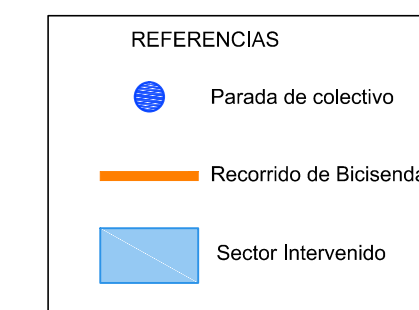 REFERENCIAS
Parada de colectivo
Recorrido de Bicisenda
Sector Intervenido